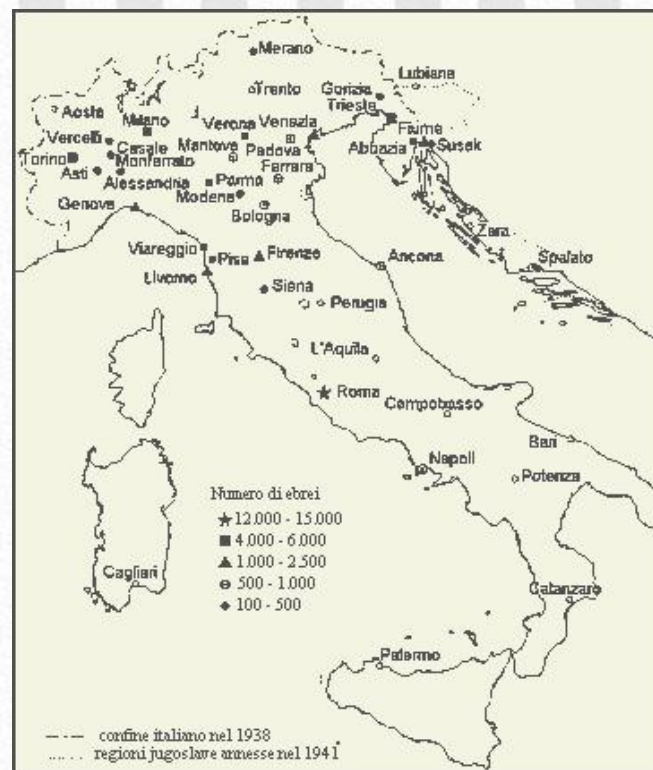 Merano
Trento
Gorizia
Lubiana
Trieste
Aosta
Milano
Verona
Venezia
Fiume
Vercelli
Mantova
Padova
Abbazia
Susak
Torino
Casale
Monferrato
Ferrara
Asti
Alessandria
Parma
Modena
Genova
Bologna
Zara
Viareggio
Pisa
Firenze
Ancona
Spalato
Livorno
Siena
Perugia
L'Aquila
Roma
Campobasso
Bari
Napoli
Potenza
Numero di ebrei
12.000 - 15.000
4.000 - 6.000
1.000 - 2.500
500 - 1.000
100 - 500
Cagliari
Catanzaro
Palermo
confine italiano nel 1938
regioni jugoslave annesse nel 1941